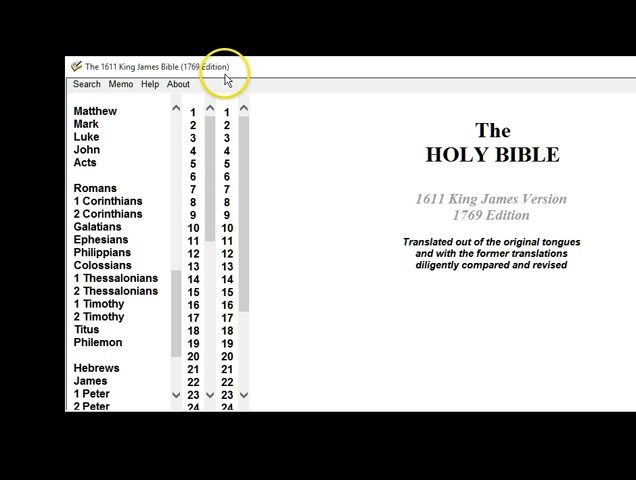 The 1611 King James Bible (1769 Edition)
Search Memo Help About
Matthew
Mark
Luke
John
Acts
Romans
1 Corinthians
2 Corinthians
Galatians
Ephesians
Philippians
Colossians
1 Thessalonians
2 Thessalonians
1 Timothy
2 Timothy
Titus
Philemon
Hebrews
James
1 Peter
2 Peter
1
2
3
4
5
6
7
8
9
10
11
12
13
14
15
16
17
18
19
20
21
22
23
24
1
2
3
4
5
6
7
8
9
10
11
12
13
14
15
16
17
18
19
20
21
22
23
24
The
HOLY BIBLE
1611 King James Version
1769 Edition
Translated out of the original tongues
and with the former translations
diligently compared and revised